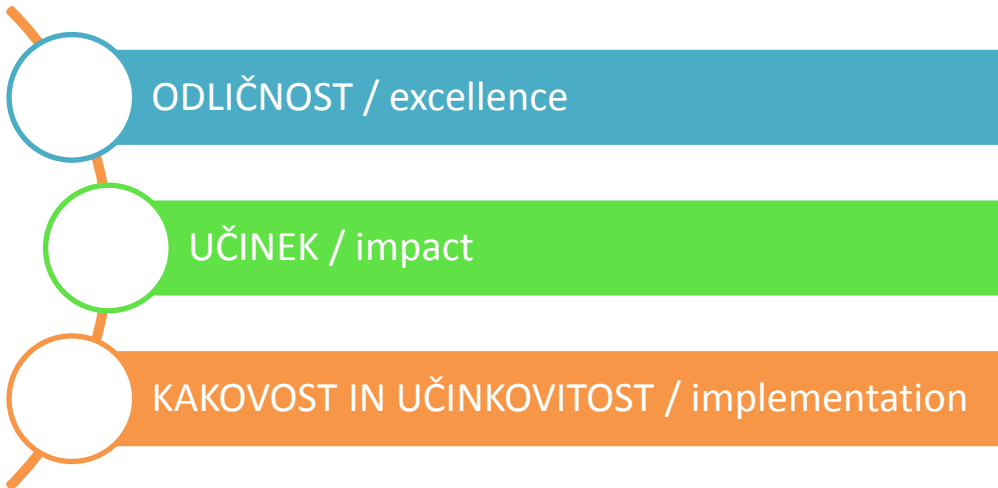 ODLIČNOST / excellence
UČINEK / impact
KAKOVOST IN UČINKOVITOST / implementation